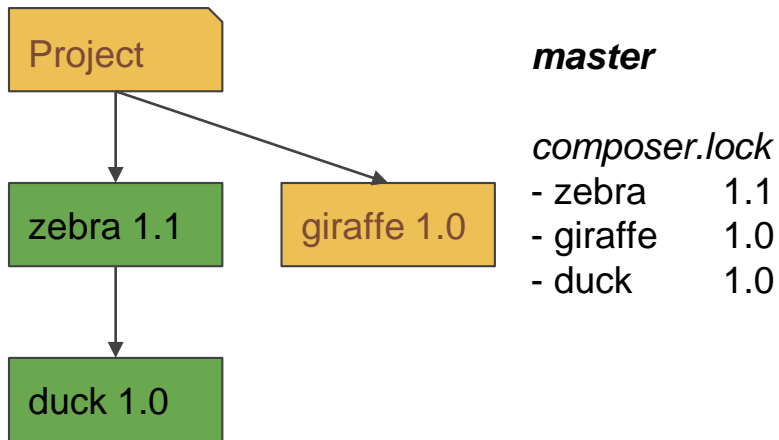 Project
zebra 1.1
giraffe 1.0
duck 1.0
master
composer.lock
- zebra 1.1
- giraffe 1.0
- duck 1.0